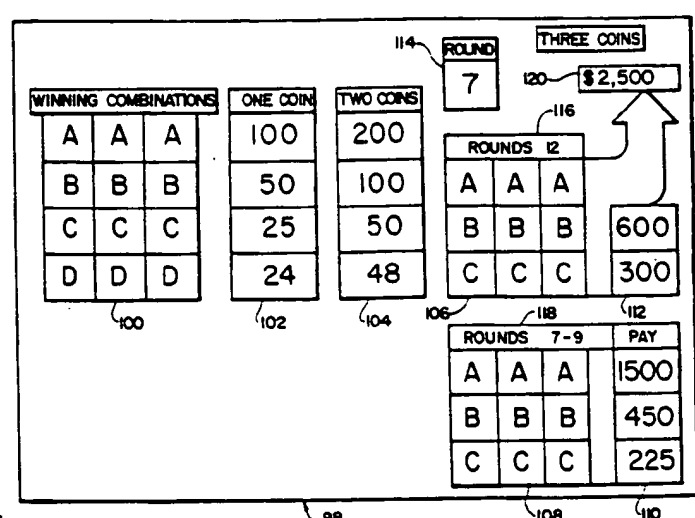 114 ROUND THREE COINS
7 120 $2,500
WINNING COMBINATIONS ONE COIN TWO COINS
116
A A A 100 200 ROUNDS 12
B B B 50 100 A A A
C C C 25 50 B B B 600
D D D 24 48 C C C 300
100 102 104 106 118 112
ROUNDS 7-9 PAY
A A A 1500
B B B 450
C C C 225
99 108 110